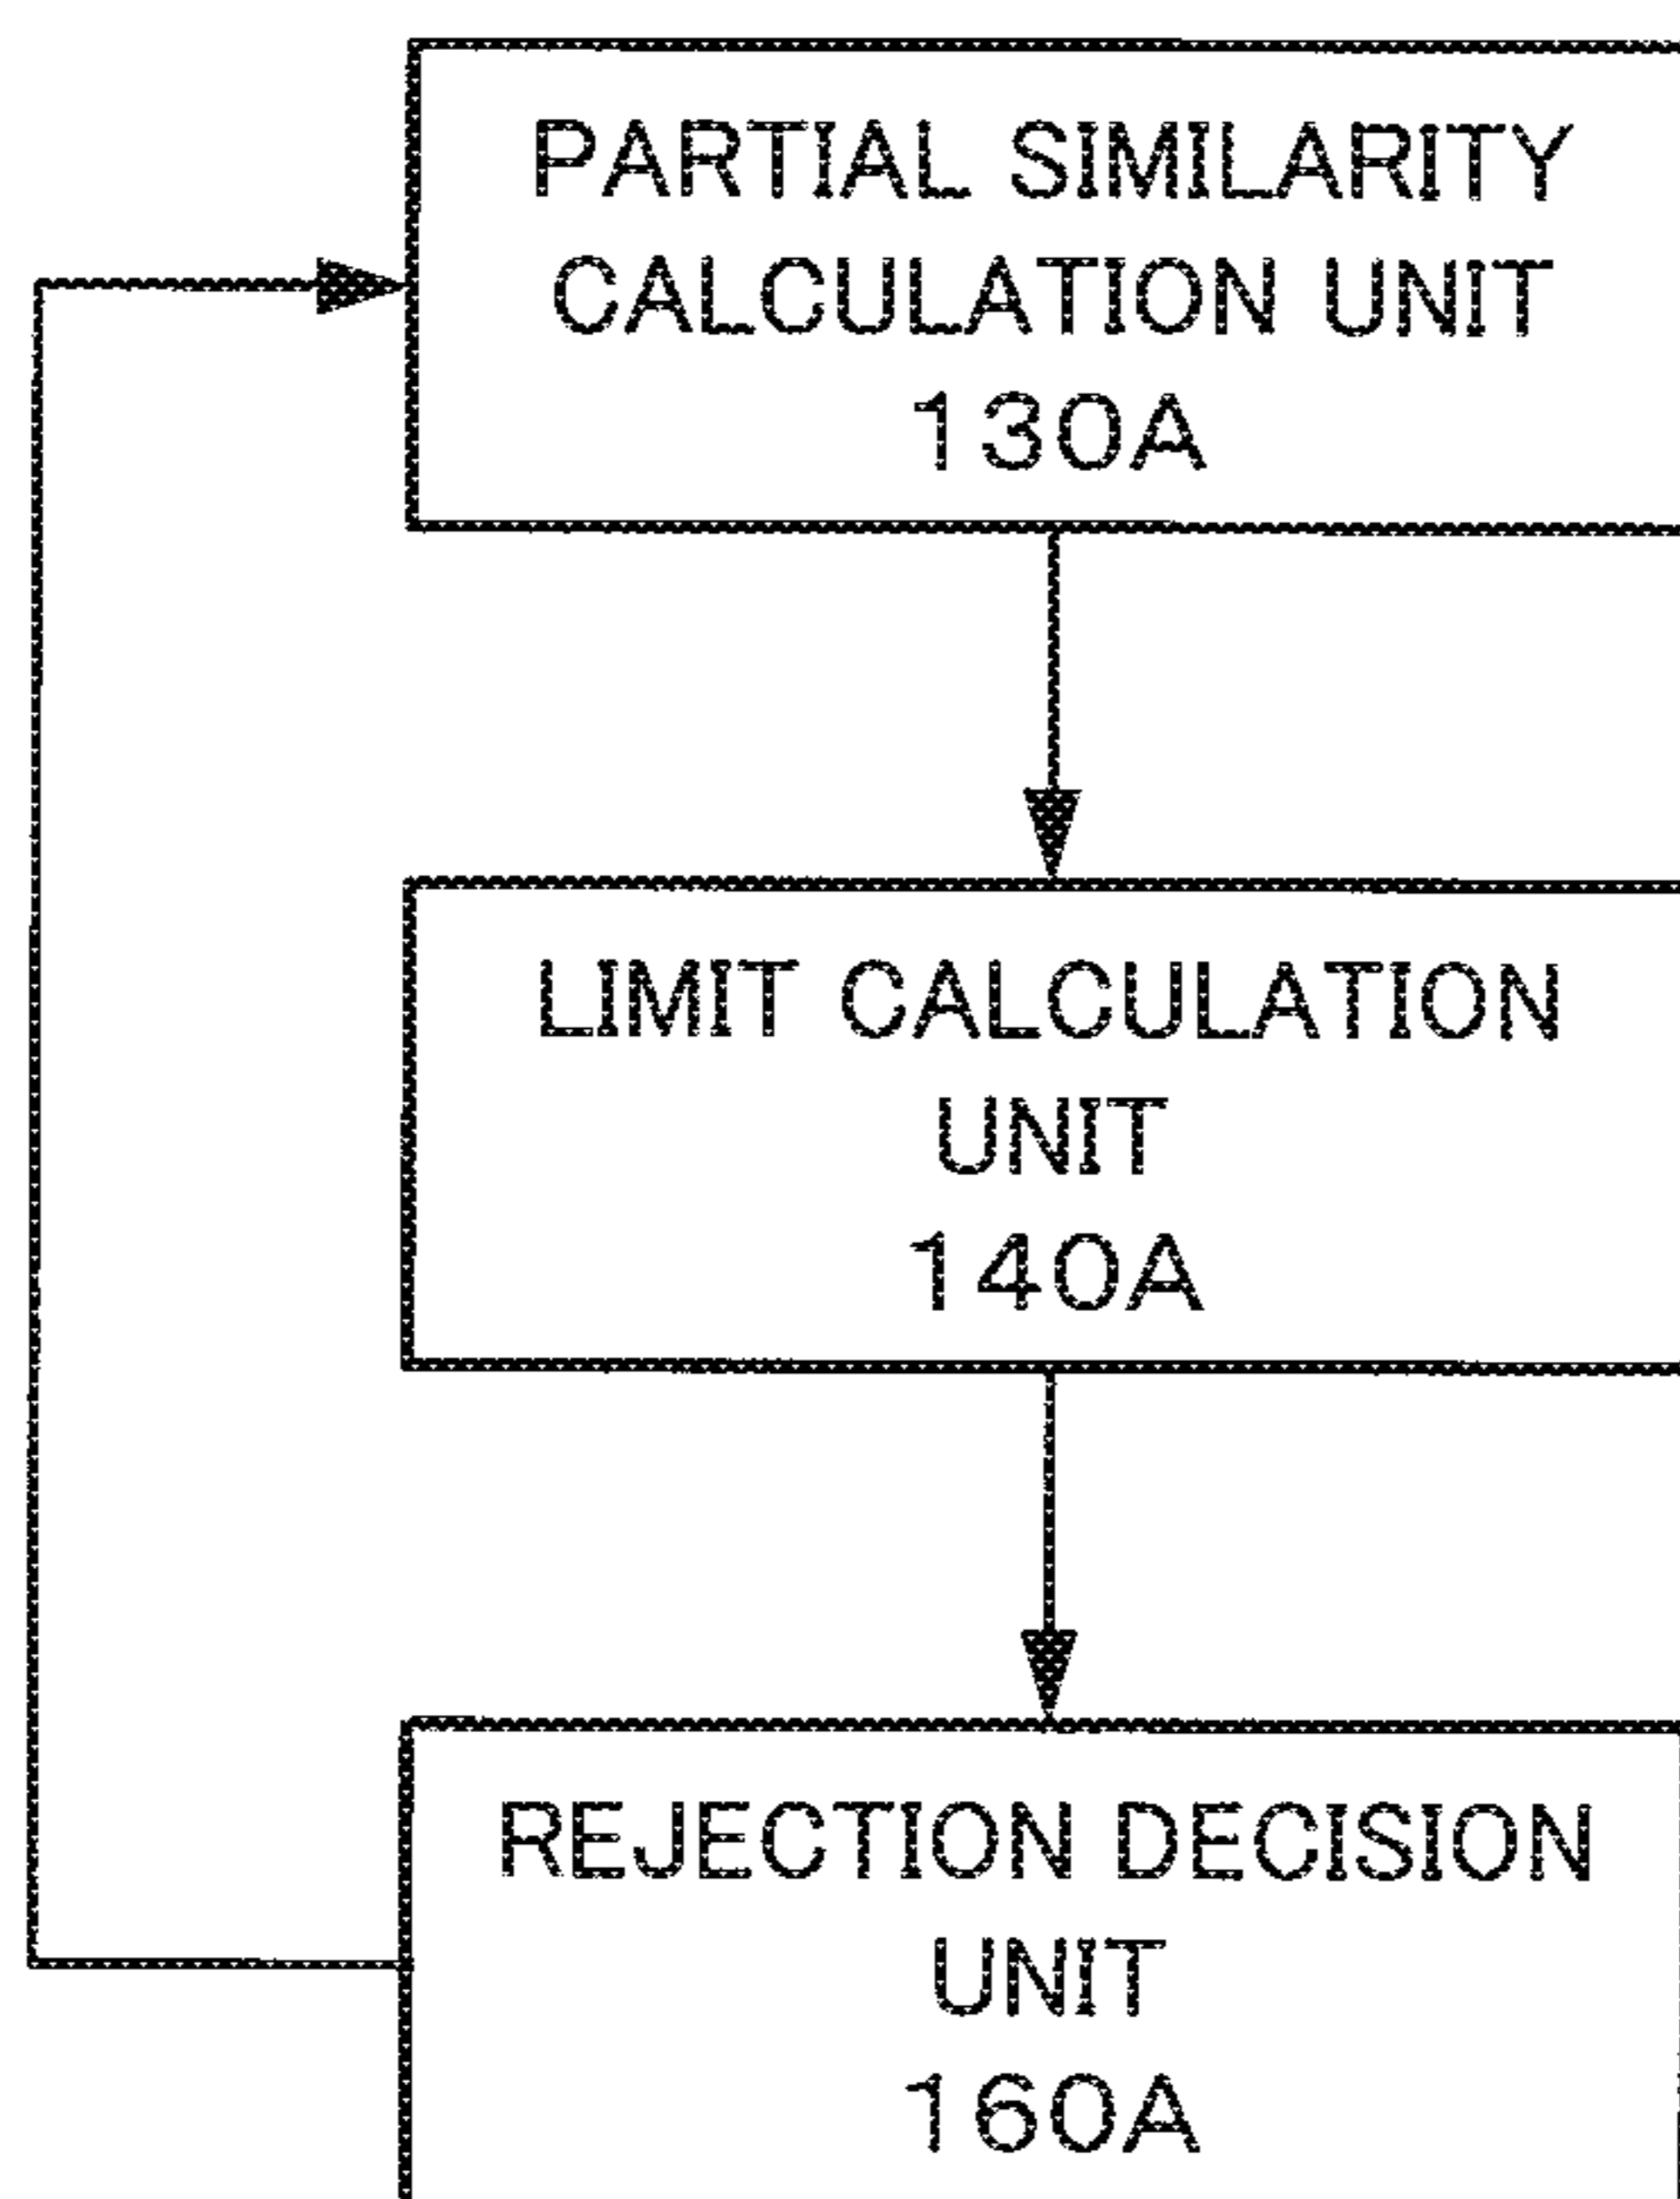 PARTIAL SIMILARITY
CALCULATION UNIT
130A
LIMIT CALCULATION
UNIT
140A
REJECTION DECISION
UNIT
160A